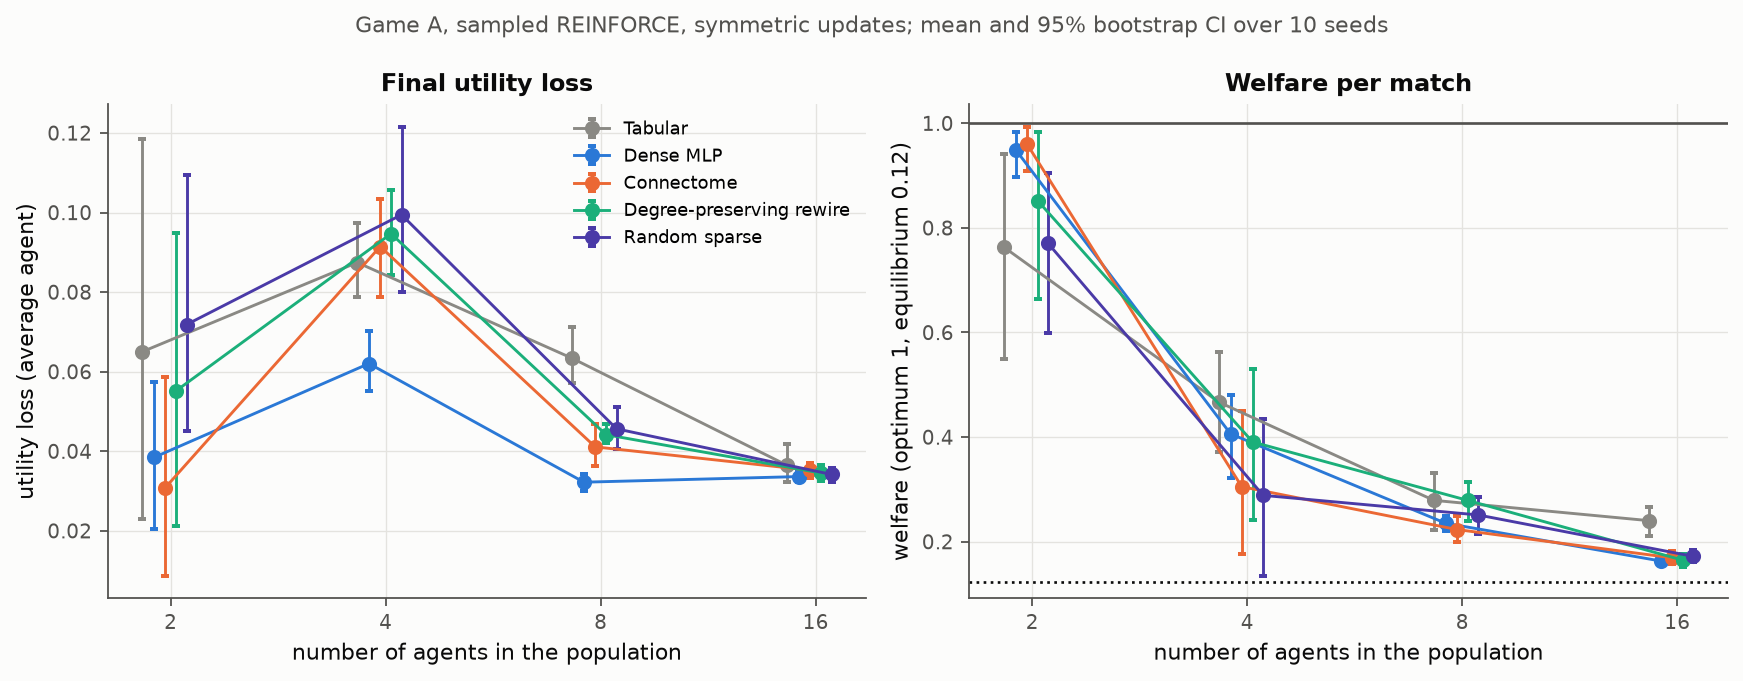 Game A, sampled REINFORCE, symmetric updates; mean and 95% bootstrap CI over 10 seeds
Final utility loss
utility loss (average agent)
0.12
0.10
0.08
0.06
0.04
0.02
Tabular
Dense MLP
Connectome
Degree-preserving rewire
Random sparse
2
4
8
16
number of agents in the population
Welfare per match
welfare (optimum 1, equilibrium 0.12)
1.0
0.8
0.6
0.4
0.2
2
4
8
16
number of agents in the population